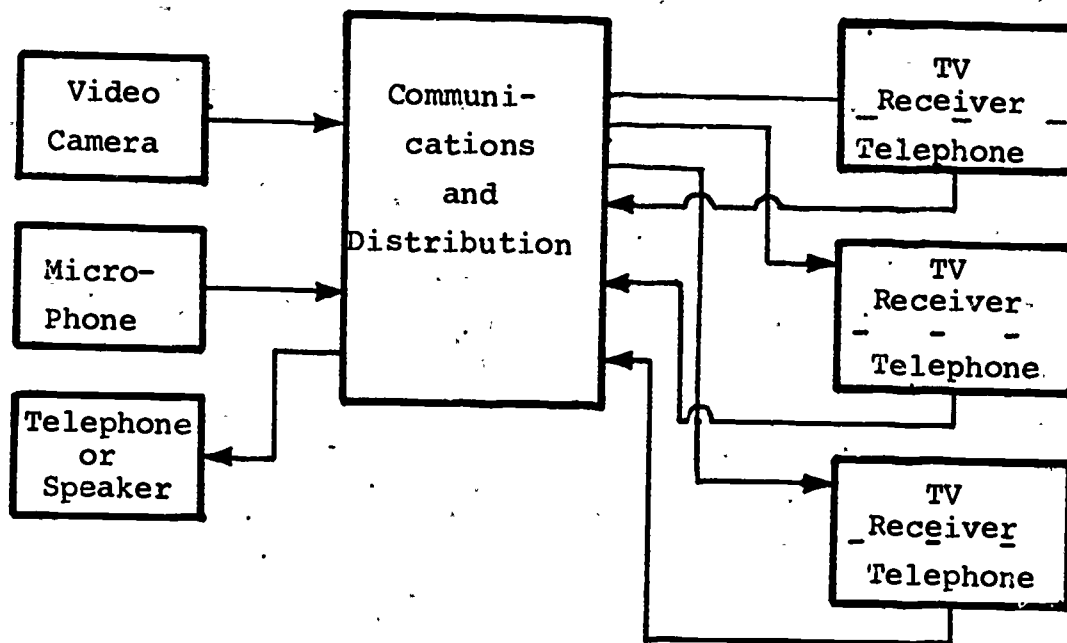 Video
Camera
Micro-
Phone
Telephone
or
Speaker
Communi-
cations
and
Distribution
TV
Receiver
Telephone
TV
Receiver
Telephone
TV
Receiver
Telephone